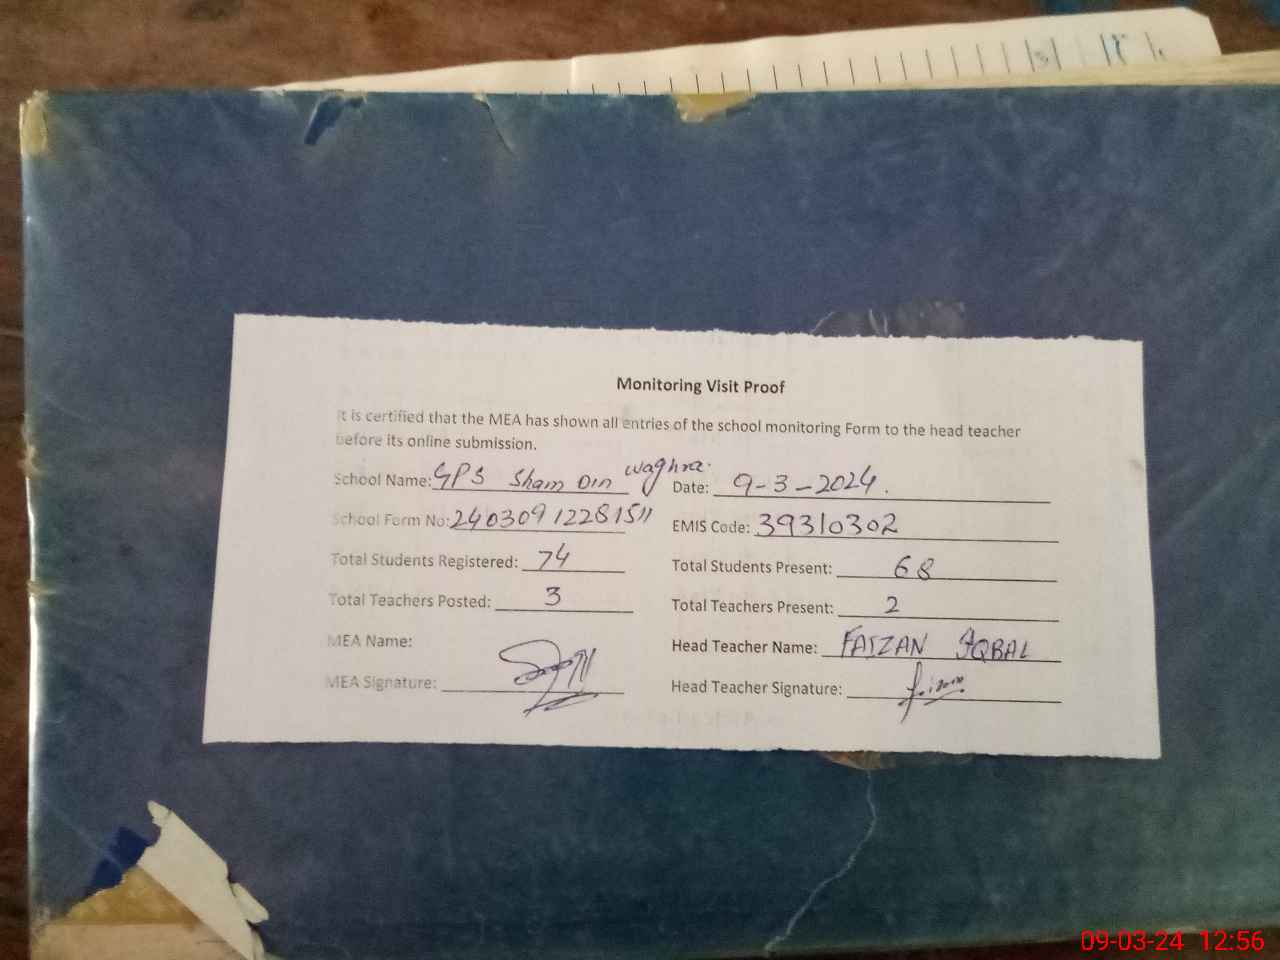 Monitoring Visit Proof
It is certified that the MEA has shown all entries of the school monitoring Form to the head teacher
before its online submission.
School Name: GPS Sham Din Waghra. Date: 9-3-2024.
School Form No: 24030912281511 EMIS Code: 39310302
Total Students Registered: 74 Total Students Present: 68
Total Teachers Posted: 3 Total Teachers Present: 2
MEA Name: Head Teacher Name: FAIZAN IQBAL
MEA Signature: Head Teacher Signature:
09-03-24 12:56